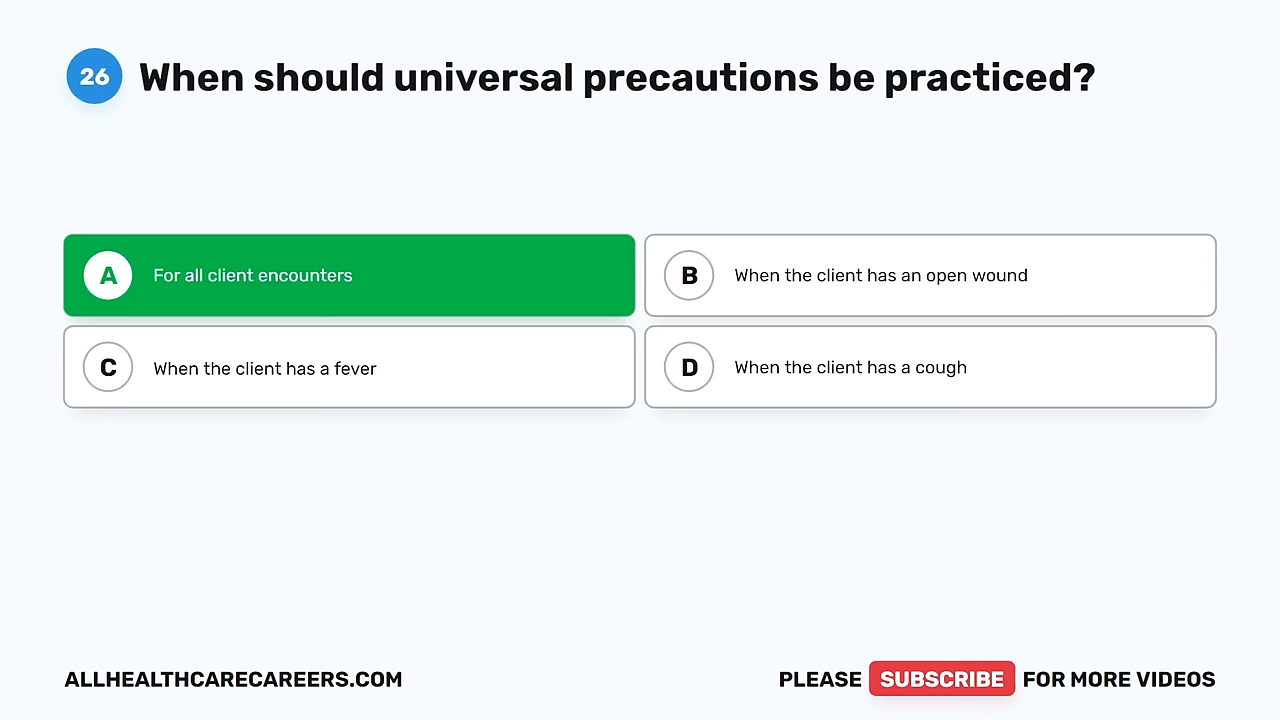 26 When should universal precautions be practiced?
A For all client encounters
B When the client has an open wound
C When the client has a fever
D When the client has a cough
ALLHEALTHCARECAREERS.COM
PLEASE SUBSCRIBE FOR MORE VIDEOS